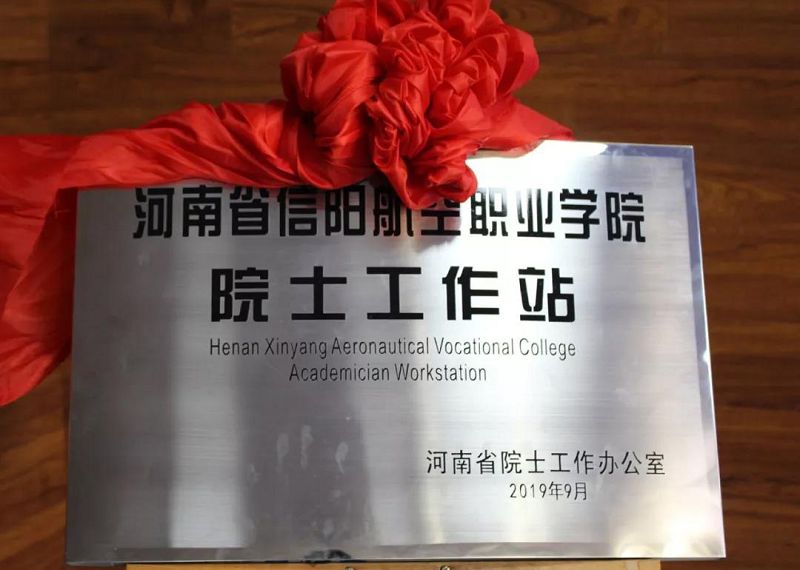 河南省信阳航空职业学院
院士工作站
Henan Xinyang Aeronautical Vocational College
Academician Workstation
河南省院士工作办公室
2019年9月